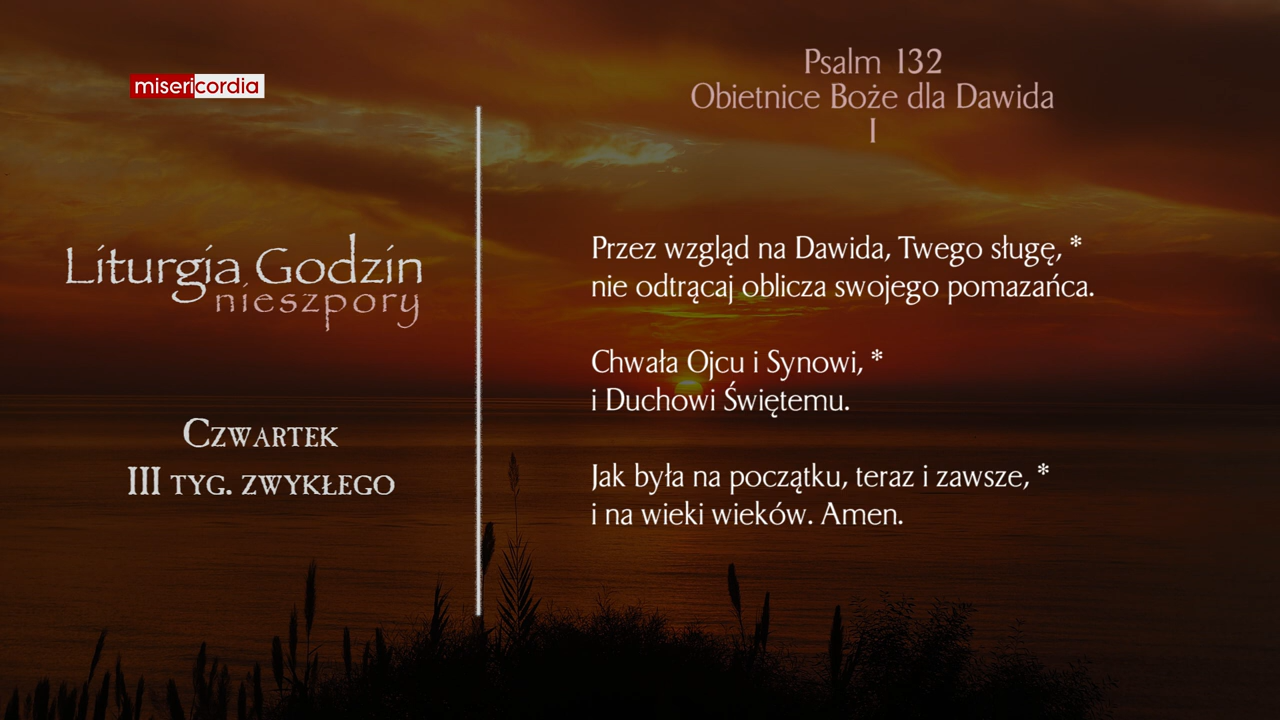 misericordia
Liturgia Godzin
nieszpory
Czwartek
III tyg. zwykłego
Psalm 132
Obietnice Boże dla Dawida
I
Przez wzgląd na Dawida, Twego sługę, *
nie odtrącaj oblicza swojego pomazańca.
Chwała Ojcu i Synowi, *
i Duchowi Świętemu.
Jak była na początku, teraz i zawsze, *
i na wieki wieków. Amen.